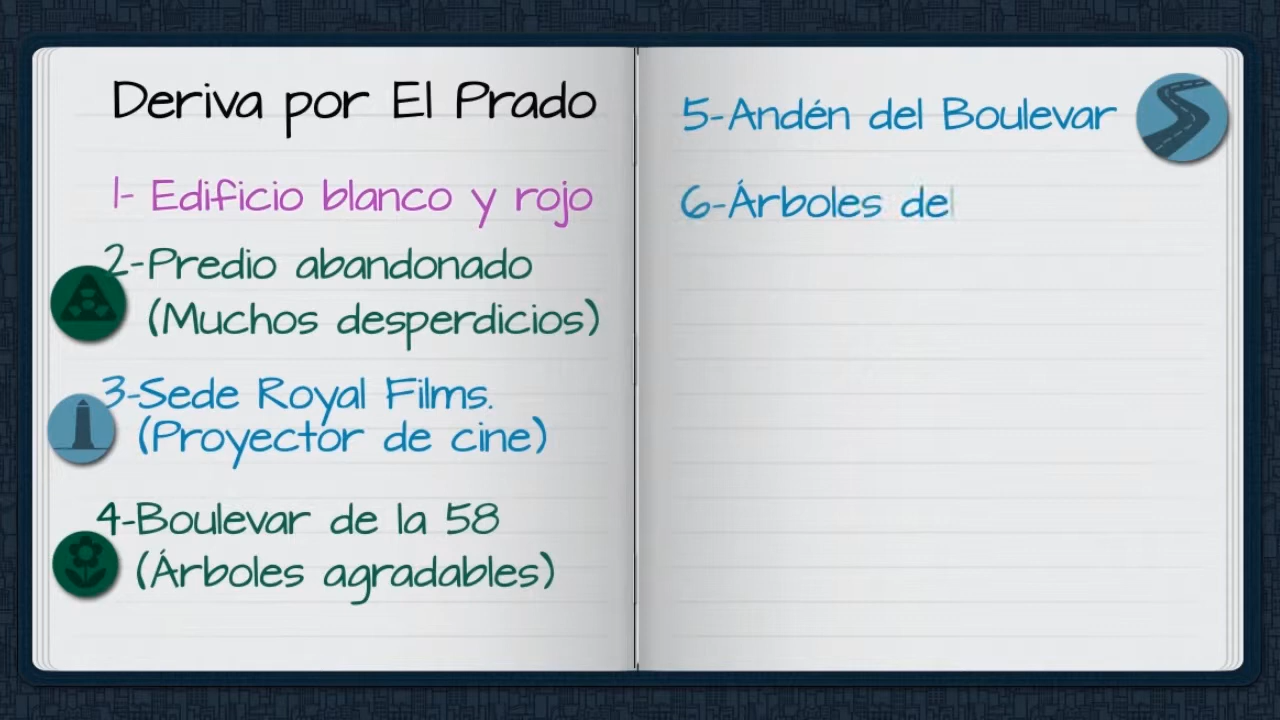 Deriva por El Prado
1- Edificio blanco y rojo
2-Predio abandonado
(Muchos desperdicios)
3-Sede Royal Films.
(Proyector de cine)
4-Boulevar de la 58
(Árboles agradables)
5-Andén del Boulevar
6-Árboles del